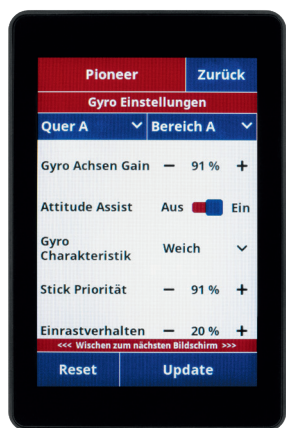 Pioneer Zurück
Gyro Einstellungen
Quer A Bereich A
Gyro Achsen Gain − 91 % +
Attitude Assist Aus Ein
Gyro
Charakteristik Weich
Stick Priorität − 91 % +
Einrastverhalten − 20 % +
<<< Wischen zum nächsten Bildschirm >>>
Reset Update